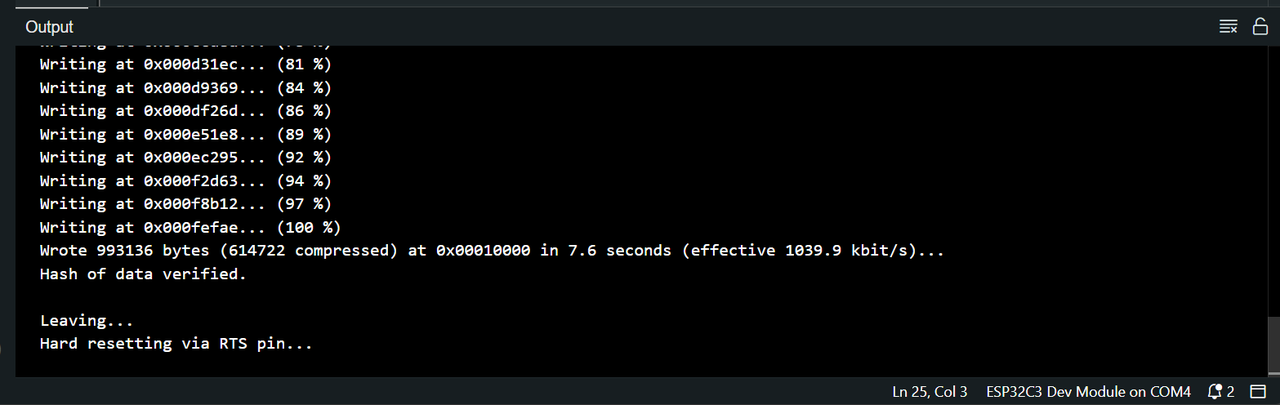 Output
Writing at 0x000d31ec... (81 %)
Writing at 0x000d9369... (84 %)
Writing at 0x000df26d... (86 %)
Writing at 0x000e51e8... (89 %)
Writing at 0x000ec295... (92 %)
Writing at 0x000f2d63... (94 %)
Writing at 0x000f8b12... (97 %)
Writing at 0x000fefae... (100 %)
Wrote 993136 bytes (614722 compressed) at 0x00010000 in 7.6 seconds (effective 1039.9 kbit/s)...
Hash of data verified.
Leaving...
Hard resetting via RTS pin...
Ln 25, Col 3 ESP32C3 Dev Module on COM4 2